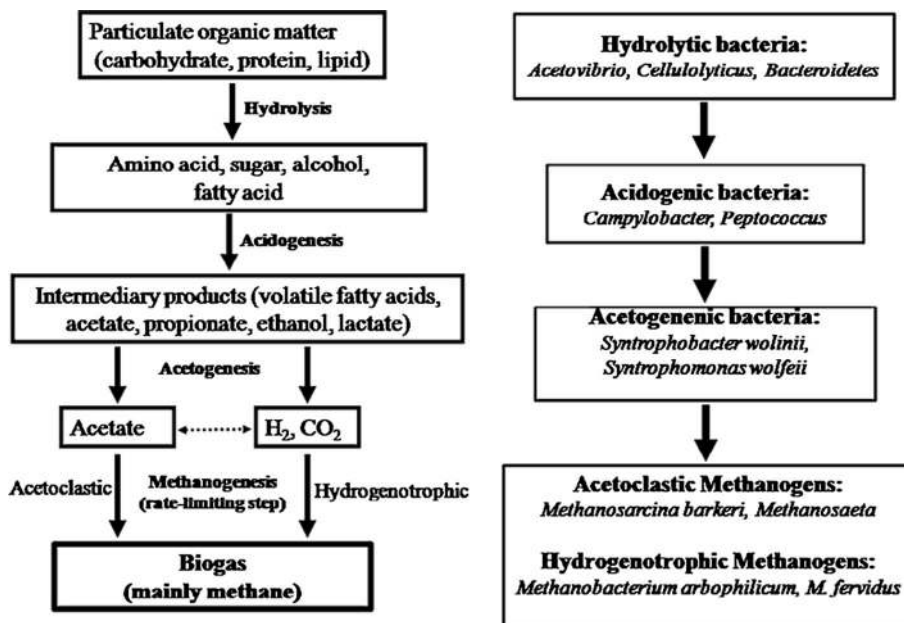 Particulate organic matter
(carbohydrate, protein, lipid)
Hydrolysis
Amino acid, sugar, alcohol,
fatty acid
Acidogenesis
Intermediary products (volatile fatty acids,
acetate, propionate, ethanol, lactate)
Acetogenesis
Acetate
H₂, CO₂
Acetoclastic
Methanogenesis
(rate-limiting step)
Hydrogenotrophic
Biogas
(mainly methane)
Hydrolytic bacteria:
Acetovibrio, Cellulolyticus, Bacteroidetes
Acidogenic bacteria:
Campylobacter, Peptococcus
Acetogenenic bacteria:
Syntrophobacter wolinii,
Syntrophomonas wolfeii
Acetoclastic Methanogens:
Methanosarcina barkeri, Methanosaeta
Hydrogenotrophic Methanogens:
Methanobacterium arbophilicum, M. fervidus